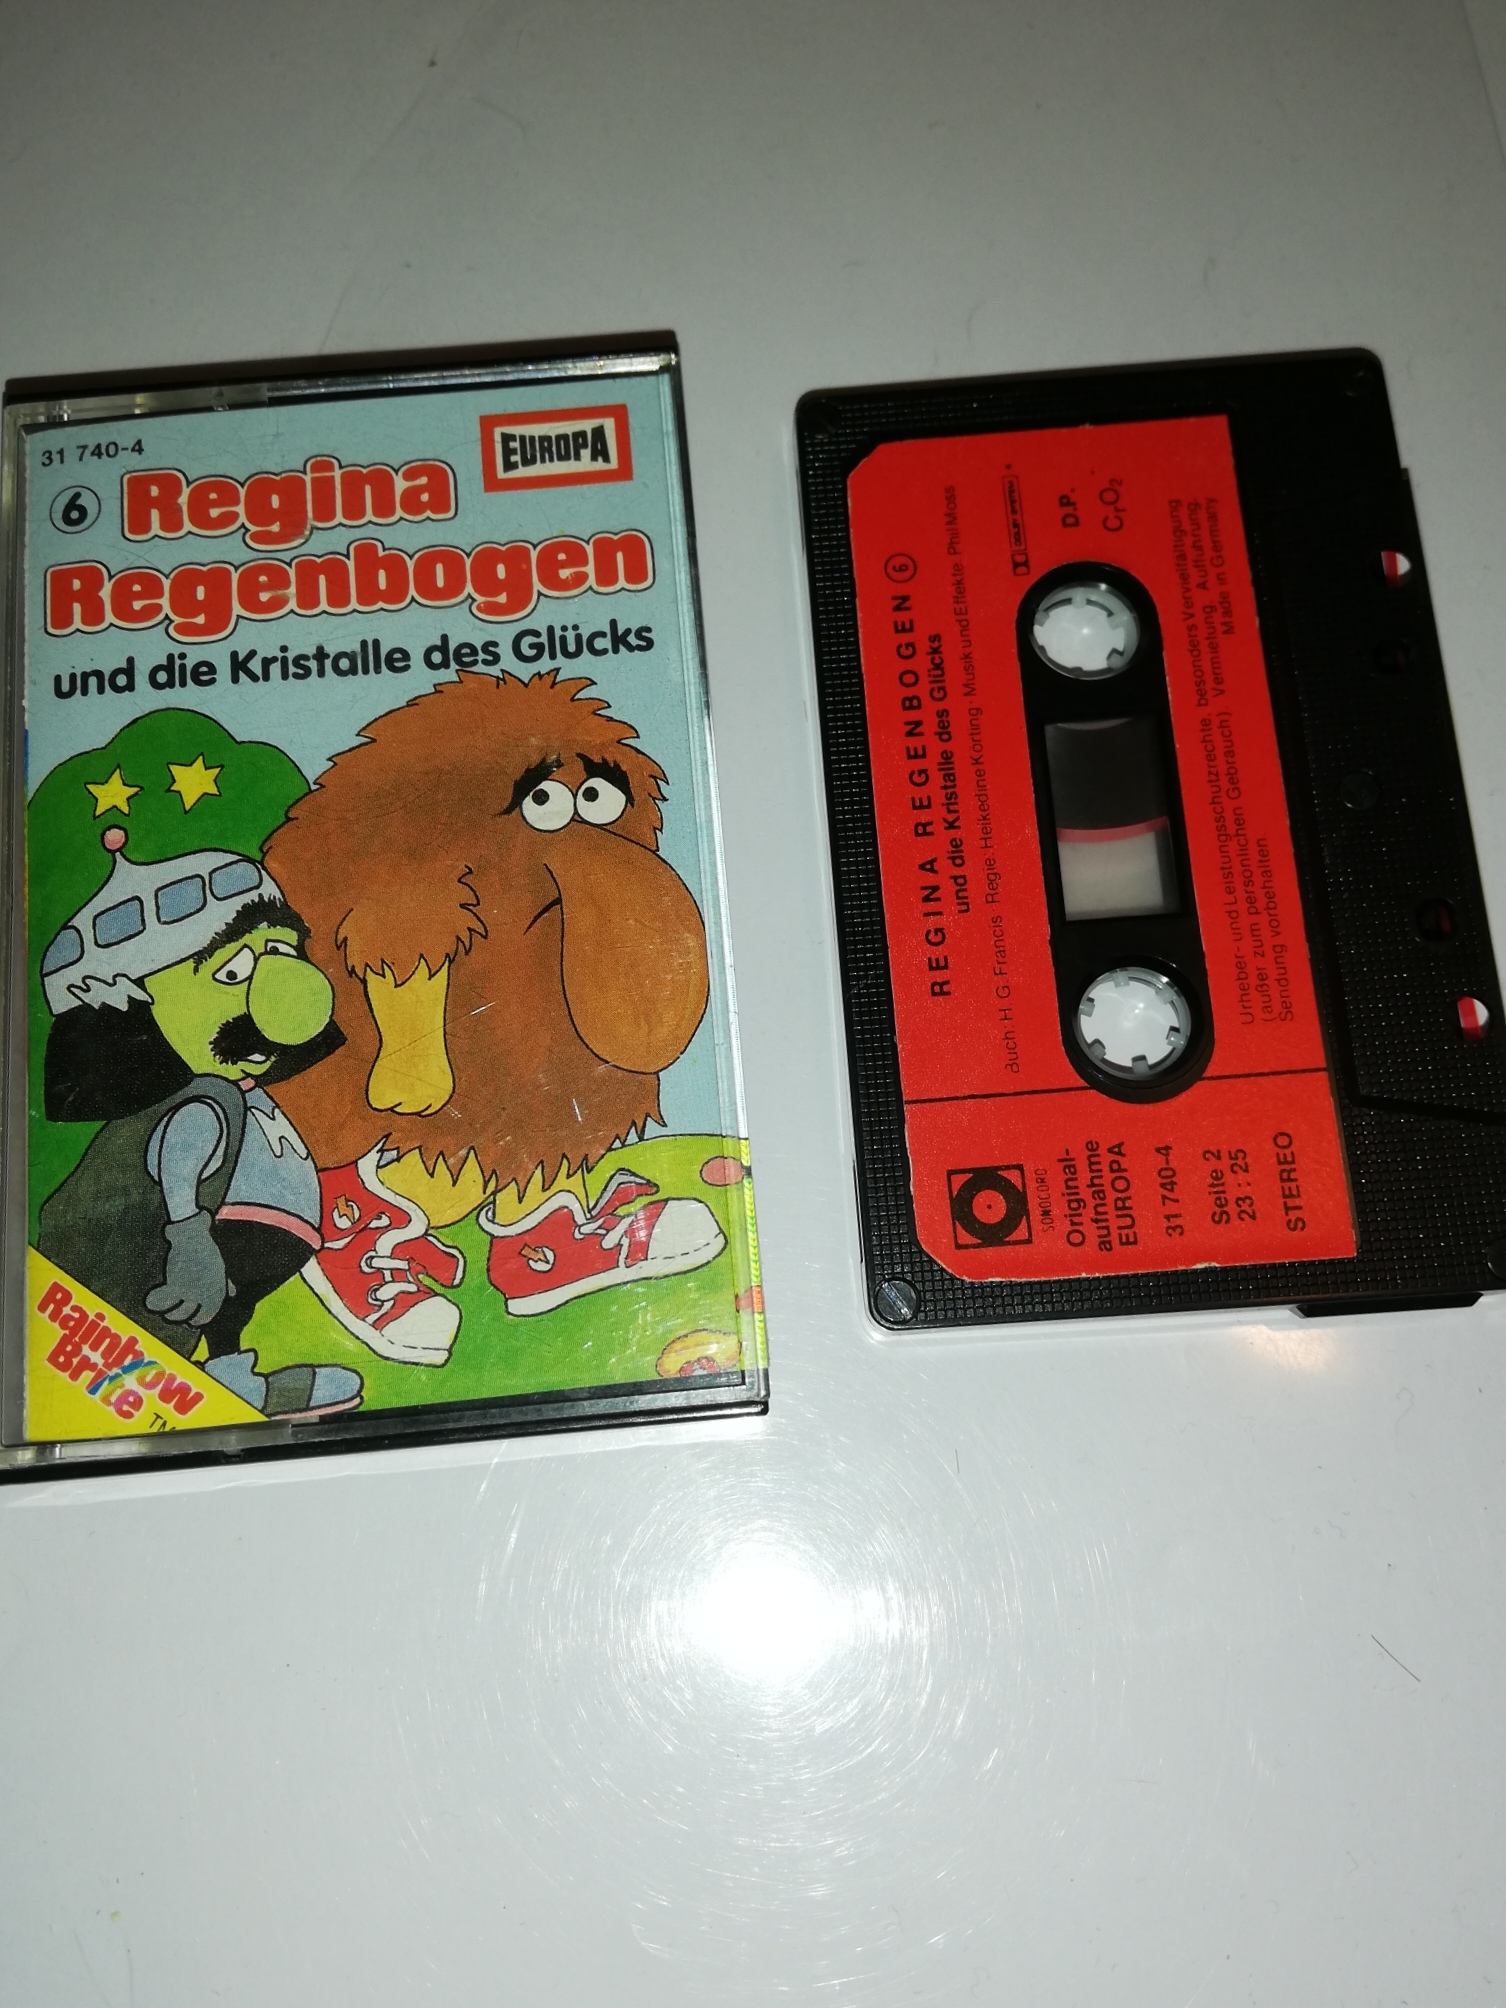 31 740-4
EUROPA
6 Regina
Regenbogen
und die Kristalle des Glücks
Rainbow
Brite TM
REGINA REGENBOGEN 6
und die Kristalle des Glücks
Buch: H. G. Francis Regie: Heikedine Körting · Musik und Effekte: Phil Moss
D.P.
CrO2
Urheber- und Leistungsschutzrechte, besonders Vervielfältigung
(außer zum persönlichen Gebrauch), Vermietung, Aufführung,
Sendung vorbehalten Made in Germany
SONOCORD
Original-
aufnahme
EUROPA
31 740-4
Seite 2
23 : 25
STEREO